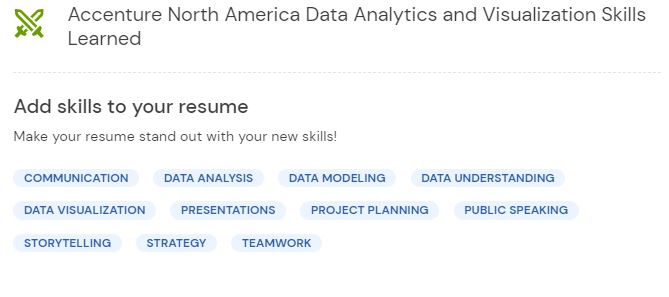 Accenture North America Data Analytics and Visualization Skills
Learned
Add skills to your resume
Make your resume stand out with your new skills!
COMMUNICATION DATA ANALYSIS DATA MODELING DATA UNDERSTANDING
DATA VISUALIZATION PRESENTATIONS PROJECT PLANNING PUBLIC SPEAKING
STORYTELLING STRATEGY TEAMWORK